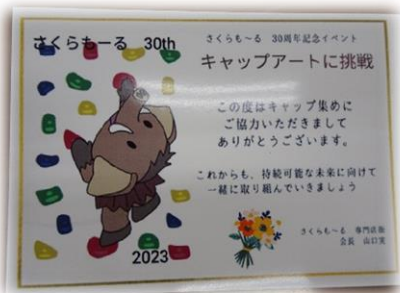 さくらもーる 30th
さくらも〜る 30周年記念イベント
キャップアートに挑戦
この度はキャップ集めに
ご協力いただきまして
ありがとうございます。
これからも、持続可能な未来に向けて
一緒に取り組んでいきましょう
さくらも〜る 専門店街
会長 山口実
2023